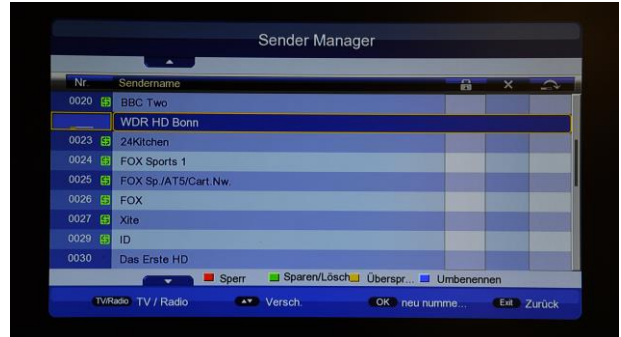 Sender Manager
Nr. Sendername
0020 BBC Two
WDR HD Bonn
0023 24Kitchen
0024 FOX Sports 1
0025 FOX Sp./AT5/Cart.Nw.
0026 FOX
0027 Xite
0029 ID
0030 Das Erste HD
Sperr Sparen/Lösch Überspr... Umbenennen
TV/Radio TV / Radio Versch. OK neu numme... Exit Zurück